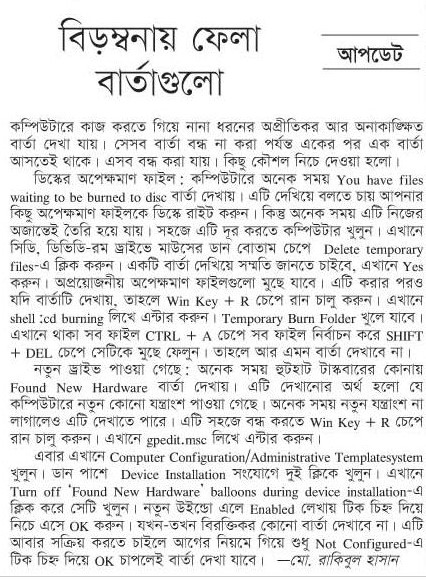 বিড়ম্বনায় ফেলা
বার্তাগুলো
আপডেট
কম্পিউটারে কাজ করতে গিয়ে নানা ধরনের অপ্রীতিকর আর অনাকাঙ্ক্ষিত
বার্তা দেখা যায়। সেসব বার্তা বন্ধ না করা পর্যন্ত একের পর এক বার্তা
আসতেই থাকে। এসব বন্ধ করা যায়। কিছু কৌশল নিচে দেওয়া হলো।
ডিস্কের অপেক্ষমাণ ফাইল : কম্পিউটারে অনেক সময় You have files
waiting to be burned to disc বার্তা দেখায়। এটি দেখিয়ে বলতে চায় আপনার
কিছু অপেক্ষমাণ ফাইলকে ডিস্কে রাইট করুন। কিন্তু অনেক সময় এটি নিজের
অজান্তেই তৈরি হয়ে যায়। সহজে এটি দূর করতে কম্পিউটার খুলুন। এখানে
সিডি, ডিভিডি-রম ড্রাইভে মাউসের ডান বোতাম চেপে Delete temporary
files-এ ক্লিক করুন। একটি বার্তা দেখিয়ে সম্মতি জানতে চাইবে, এখানে Yes
করুন। অপ্রয়োজনীয় অপেক্ষমাণ ফাইলগুলো মুছে যাবে। এটি করার পরও
যদি বার্তাটি দেখায়, তাহলে Win Key + R চেপে রান চালু করুন। এখানে
shell :cd burning লিখে এন্টার করুন। Temporary Burn Folder খুলে যাবে।
এখানে থাকা সব ফাইল CTRL + A চেপে সব ফাইল নির্বাচন করে SHIFT
+ DEL চেপে সেটিকে মুছে ফেলুন। তাহলে আর এমন বার্তা দেখাবে না।
নতুন ড্রাইভ পাওয়া গেছে : অনেক সময় হুটহাট টাস্কবারের কোনায়
Found New Hardware বার্তা দেখায়। এটি দেখানোর অর্থ হলো যে
কম্পিউটারে নতুন কোনো যন্ত্রাংশ পাওয়া গেছে। অনেক সময় নতুন যন্ত্রাংশ না
লাগালেও এটি দেখাতে পারে। এটি সহজে বন্ধ করতে Win Key + R চেপে
রান চালু করুন। এখানে gpedit.msc লিখে এন্টার করুন।
এবার এখানে Computer Configuration/Administrative Templatesystem
খুলুন। ডান পাশে Device Installation সংযোগে দুই ক্লিকে খুলুন। এখানে
Turn off 'Found New Hardware' balloons during device installation-এ
ক্লিক করে সেটি খুলুন। নতুন উইন্ডো এলে Enabled লেখায় টিক চিহ্ন দিয়ে
নিচে এসে OK করুন। যখন-তখন বিরক্তিকর কোনো বার্তা দেখাবে না। এটি
আবার সক্রিয় করতে চাইলে আগের নিয়মে গিয়ে শুধু Not Configured-এ
টিক চিহ্ন দিয়ে OK চাপলেই বার্তা দেখা যাবে। —মো. রাকিবুল হাসান